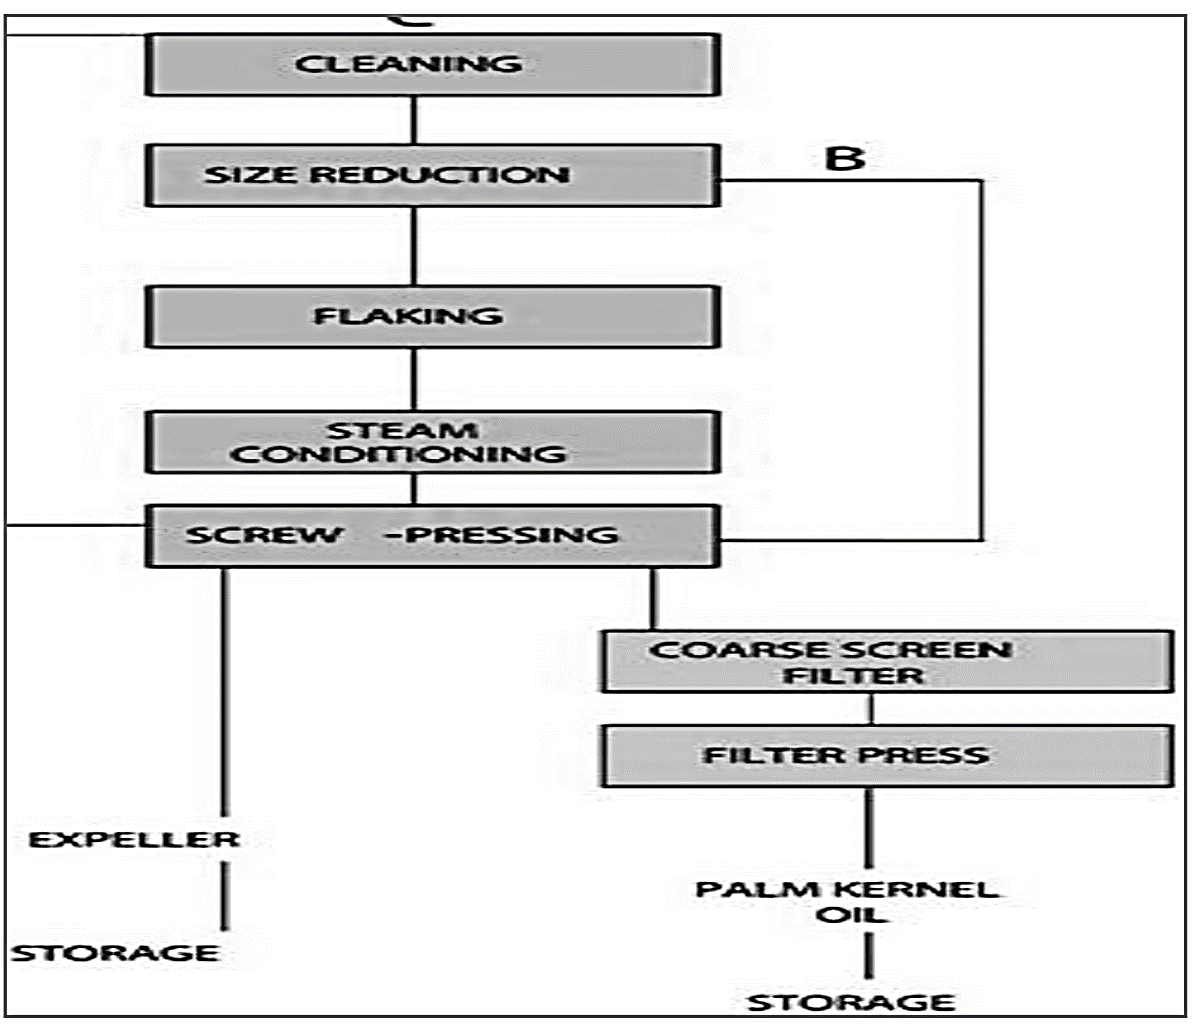 CLEANING
B
SIZE REDUCTION
FLAKING
STEAM
CONDITIONING
SCREW -PRESSING
COARSE SCREEN
FILTER
FILTER PRESS
EXPELLER
PALM KERNEL
OIL
STORAGE
STORAGE